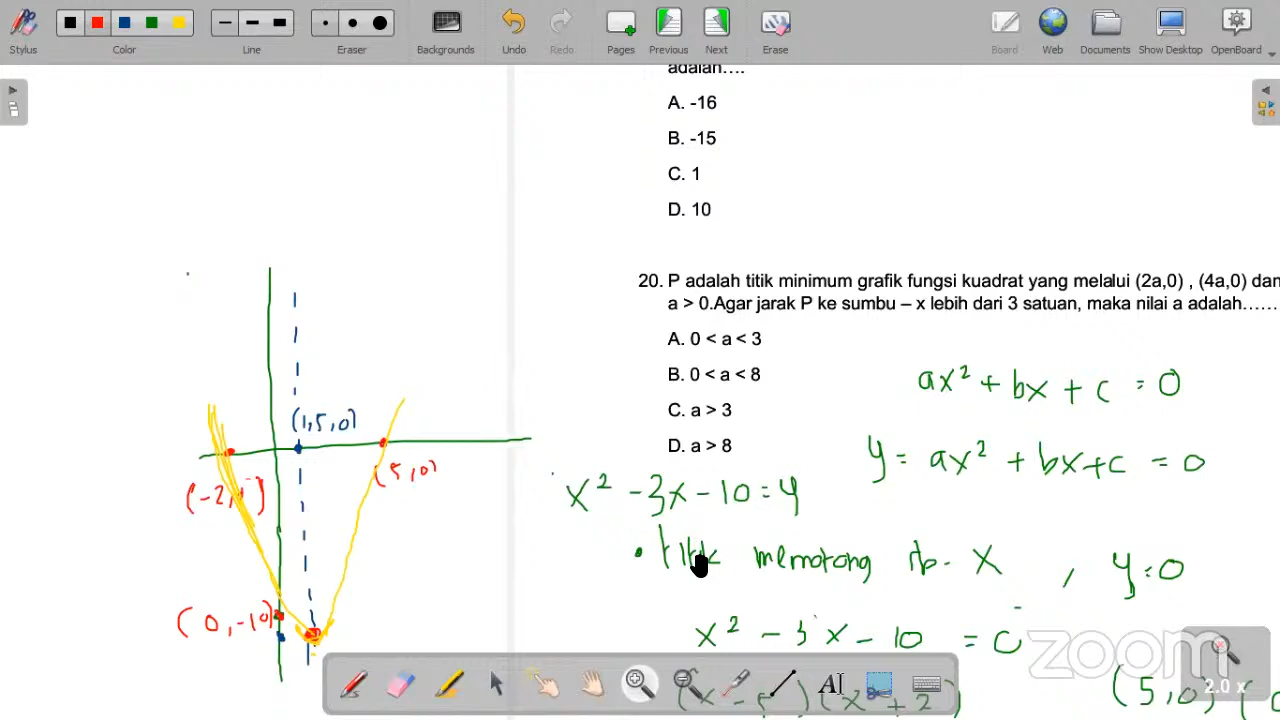 Stylus
Color
Line
Eraser
Backgrounds
Undo
Redo
Pages
Previous
Next
Erase
Board
Web
Documents
Show Desktop
OpenBoard
adalah....
A. -16
B. -15
C. 1
D. 10
20. P adalah titik minimum grafik fungsi kuadrat yang melalui (2a,0) , (4a,0) dan
a > 0.Agar jarak P ke sumbu – x lebih dari 3 satuan, maka nilai a adalah......
A. 0 < a < 3
B. 0 < a < 8
C. a > 3
D. a > 8
ax² + bx + c = 0
y = ax² + bx + c = 0
x² - 3x - 10 = y
• titik memotong sb. X , y = 0
x² - 3x - 10 = 0
(x - 5) (x + 2)
(5,0)
(1,5,0)
(5,0)
(0,-10)
zoom
2.0 x